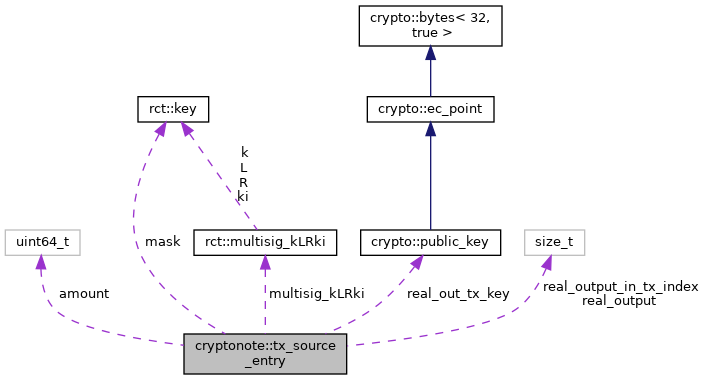 crypto::bytes< 32,
true >
rct::key
crypto::ec_point
k
L
R
ki
uint64_t
mask
rct::multisig_kLRki
crypto::public_key
size_t
amount
multisig_kLRki
real_out_tx_key
real_output_in_tx_index
real_output
cryptonote::tx_source
_entry